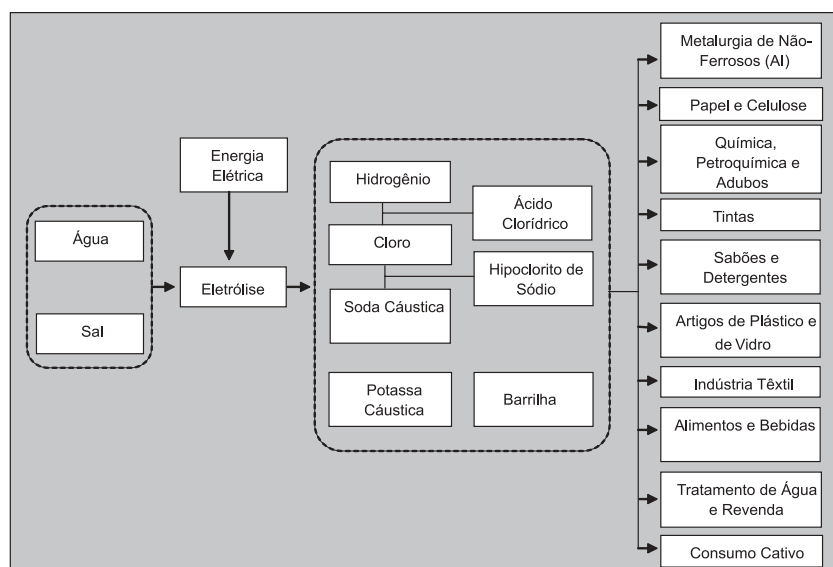 Água
Sal
Energia
Elétrica
Eletrólise
Hidrogênio
Cloro
Soda Cáustica
Ácido
Clorídrico
Hipoclorito de
Sódio
Potassa
Cáustica
Barrilha
Metalurgia de Não-
Ferrosos (Al)
Papel e Celulose
Química,
Petroquímica e
Adubos
Tintas
Sabões e
Detergentes
Artigos de Plástico e
de Vidro
Indústria Têxtil
Alimentos e Bebidas
Tratamento de Água
e Revenda
Consumo Cativo